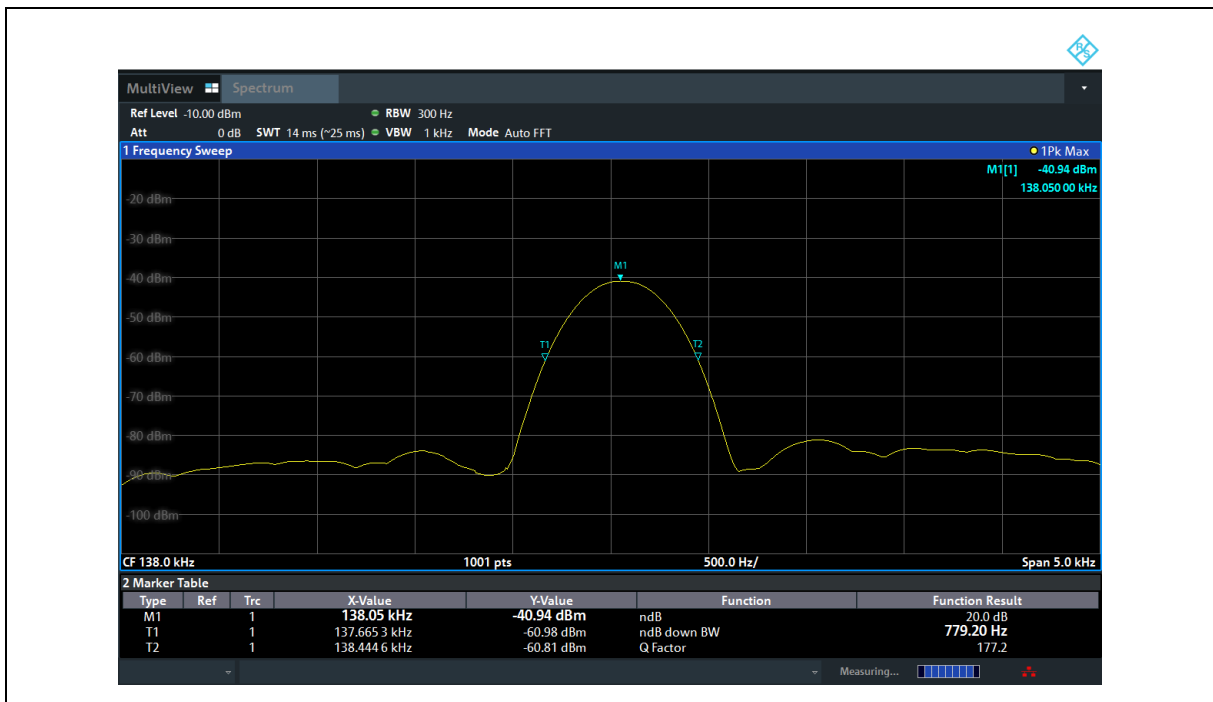 R&S
MultiView Spectrum
Ref Level -10.00 dBm RBW 300 Hz
Att 0 dB SWT 14 ms (~25 ms) VBW 1 kHz Mode Auto FFT
1 Frequency Sweep 1Pk Max
M1[1] -40.94 dBm
138.050 00 kHz
-20 dBm
-30 dBm
M1
-40 dBm
-50 dBm
T1 T2
-60 dBm
-70 dBm
-80 dBm
-90 dBm
-100 dBm
CF 138.0 kHz 1001 pts 500.0 Hz/ Span 5.0 kHz
2 Marker Table
Type Ref Trc X-Value Y-Value Function Function Result
M1 1 138.05 kHz -40.94 dBm ndB 20.0 dB
T1 1 137.665 3 kHz -60.98 dBm ndB down BW 779.20 Hz
T2 1 138.444 6 kHz -60.81 dBm Q Factor 177.2
Measuring...